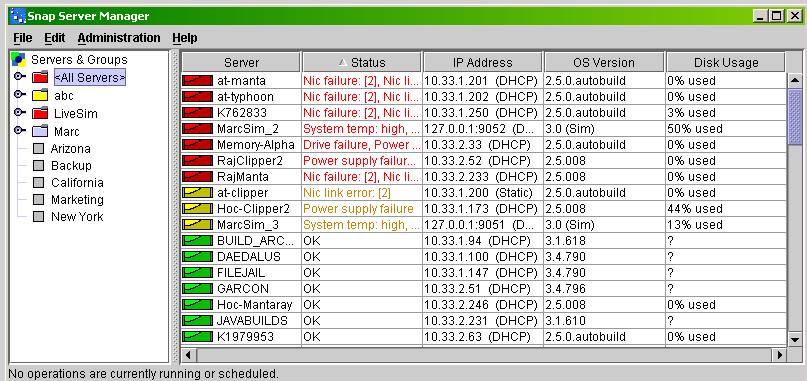 Snap Server Manager
File Edit Administration Help
Servers & Groups
<All Servers>
abc
LiveSim
Marc
Arizona
Backup
California
Marketing
New York
Server Status IP Address OS Version Disk Usage
at-manta Nic failure: [2], Nic li... 10.33.1.201 (DHCP) 2.5.0.autobuild 0% used
at-typhoon Nic failure: [2], Nic li... 10.33.1.202 (DHCP) 2.5.0.autobuild 0% used
K762833 Nic failure: [2], Nic li... 10.33.1.250 (DHCP) 2.5.0.autobuild 3% used
MarcSim_2 System temp: high, ... 127.0.0.1:9052 (D... 3.0 (Sim) 50% used
Memory-Alpha Drive failure, Power ... 10.33.2.33 (DHCP) 2.5.0.autobuild 0% used
RajClipper2 Power supply failur... 10.33.2.52 (DHCP) 2.5.008 0% used
RajManta Nic failure: [2], Nic li... 10.33.2.233 (DHCP) 2.5.008 0% used
at-clipper Nic link error: [2] 10.33.1.200 (Static) 2.5.0.autobuild 0% used
Hoc-Clipper2 Power supply failure 10.33.1.173 (DHCP) 2.5.008 44% used
MarcSim_3 System temp: high, ... 127.0.0.1:9051 (D... 3.0 (Sim) 13% used
BUILD_ARC... OK 10.33.1.94 (DHCP) 3.1.618 ?
DAEDALUS OK 10.33.1.100 (DHCP) 3.4.790 ?
FILEJAIL OK 10.33.1.147 (DHCP) 3.4.790 ?
GARCON OK 10.33.2.51 (DHCP) 3.4.796 ?
Hoc-Mantaray OK 10.33.2.246 (DHCP) 2.5.008 0% used
JAVABUILDS OK 10.33.2.231 (DHCP) 3.1.610 ?
K1979953 OK 10.33.2.63 (DHCP) 2.5.0.autobuild 0% used
No operations are currently running or scheduled.